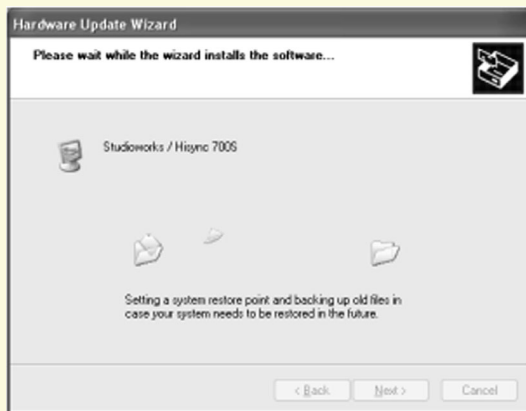 Hardware Update Wizard
Please wait while the wizard installs the software...
Studioworks / Hisync 700S
Setting a system restore point and backing up old files in
case your system needs to be restored in the future.
< Back
Next >
Cancel